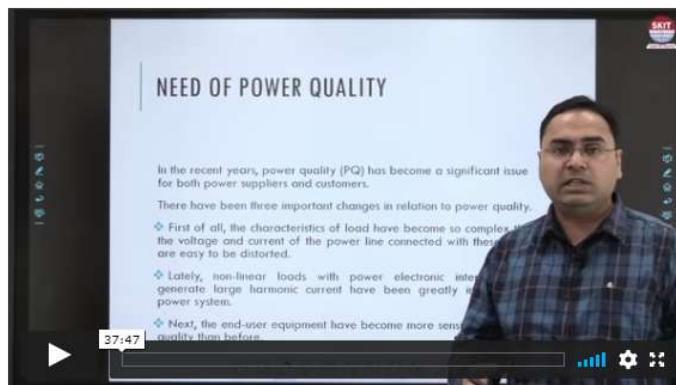 SKIT
NEED OF POWER QUALITY
In the recent years, power quality (PQ) has become a significant issue
for both power suppliers and customers.
There have been three important changes in relation to power quality.
❖ First of all, the characteristics of load have become so complex
the voltage and current of the power line connected with these
are easy to be distorted.
❖ Lately, non-linear loads with power electronic
generate large harmonic current have been greatly
power system.
❖ Next, the end-user equipment have become more
quality than before.
37:47